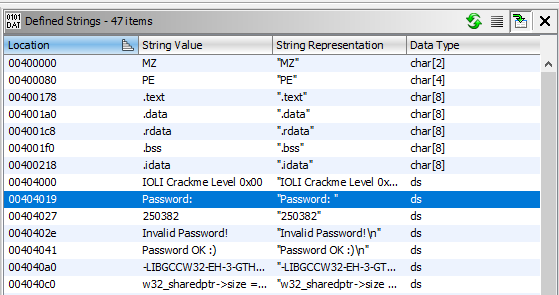 0101 DAT Defined Strings - 47 items
Location String Value String Representation Data Type
00400000 MZ "MZ" char[2]
00400080 PE "PE" char[4]
00400178 .text ".text" char[8]
004001a0 .data ".data" char[8]
004001c8 .rdata ".rdata" char[8]
004001f0 .bss ".bss" char[8]
00400218 .idata ".idata" char[8]
00404000 IOLI Crackme Level 0x00 "IOLI Crackme Level 0x... ds
00404019 Password: "Password: " ds
00404027 250382 "250382" ds
0040402e Invalid Password! "Invalid Password!\n" ds
00404041 Password OK :) "Password OK :)\n" ds
004040a0 -LIBGCCW32-EH-3-GTH... "-LIBGCCW32-EH-3-GT... ds
004040c0 w32_sharedptr->size =... "w32_sharedptr->size ... ds